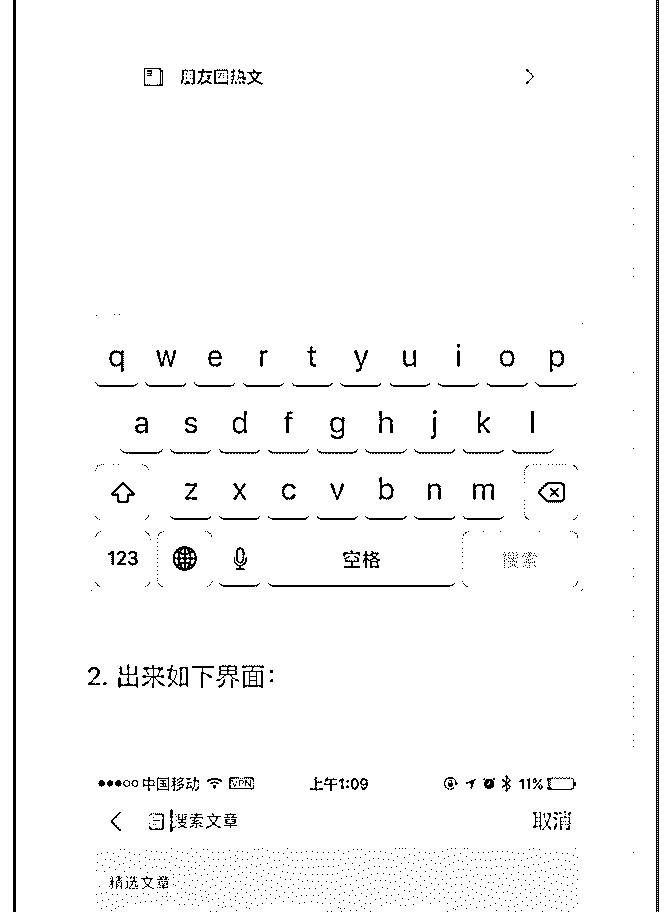 朋友圈热文
q w e r t y u i o p
a s d f g h j k l
z x c v b n m
123 空格 搜索
2. 出来如下界面：
中国移动 VPN 上午1:09 11%
搜索文章 取消
精选文章